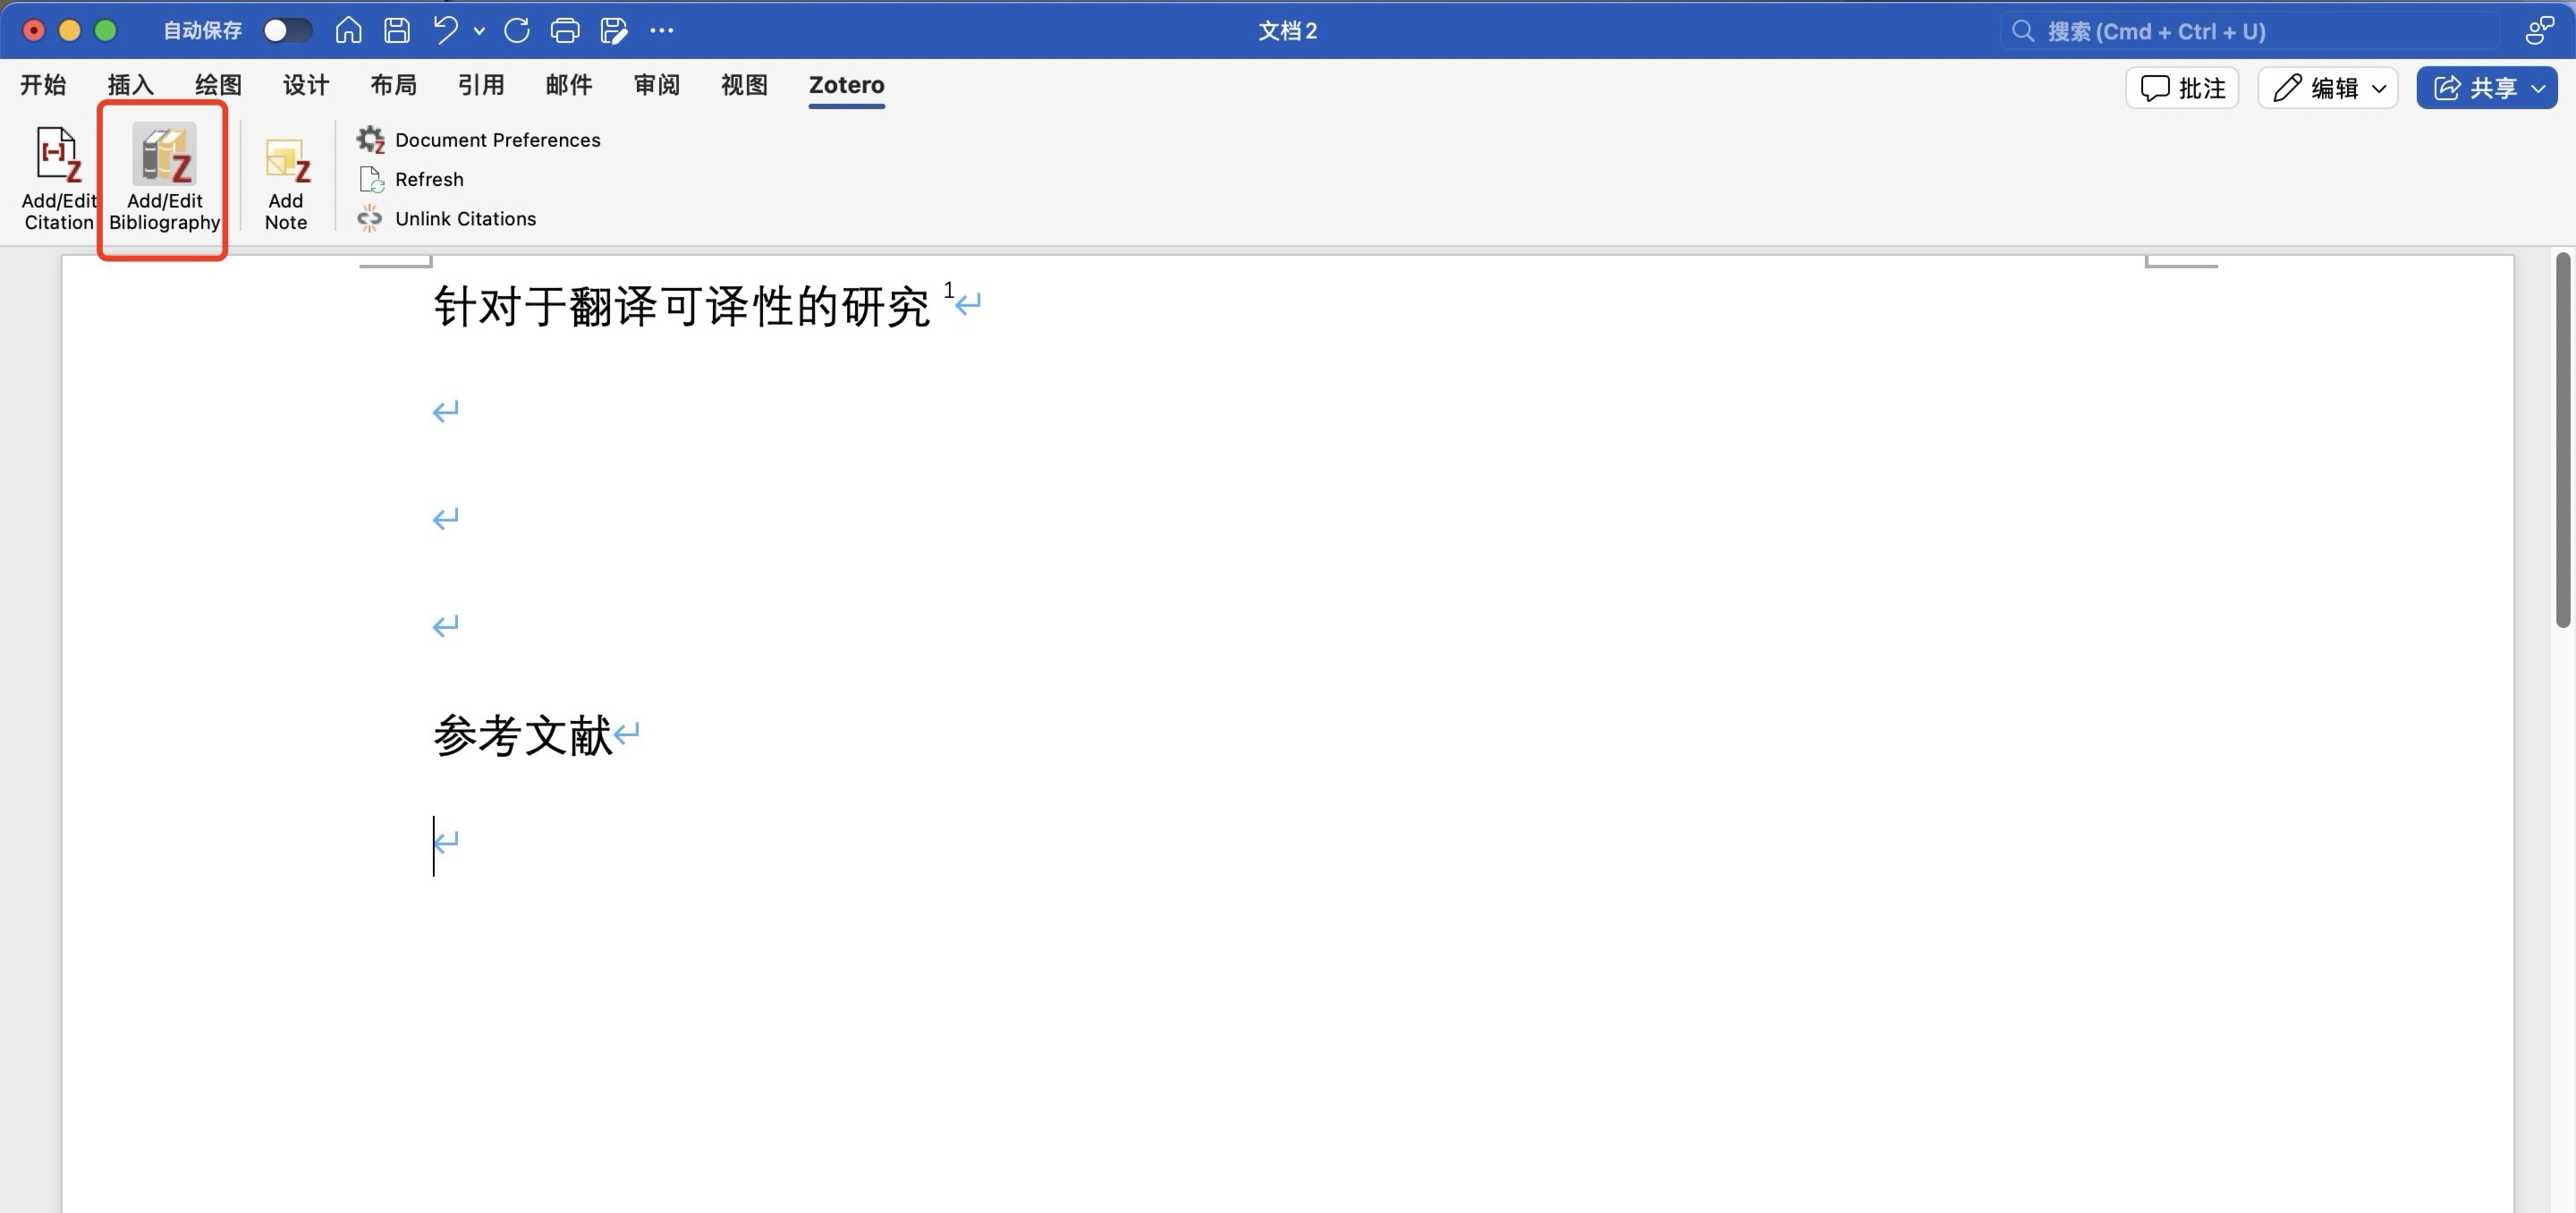 自动保存
文档2
搜索 (Cmd + Ctrl + U)
开始 插入 绘图 设计 布局 引用 邮件 审阅 视图 Zotero
批注 编辑 共享
Add/Edit
Citation
Add/Edit
Bibliography
Add
Note
Document Preferences
Refresh
Unlink Citations
针对于翻译可译性的研究 1
参考文献